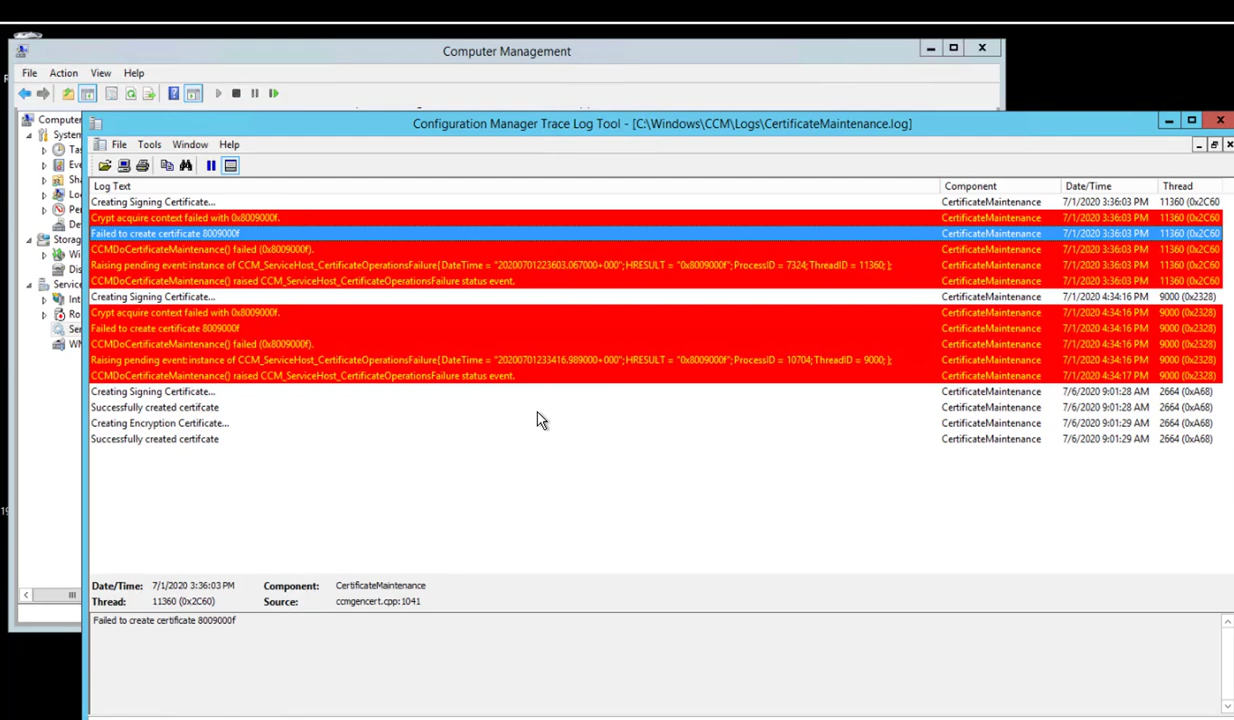 Computer Management
File Action View Help
Configuration Manager Trace Log Tool - [C:\Windows\CCM\Logs\CertificateMaintenance.log]
Computer
System
File Tools Window Help
Storag
Log Text Component Date/Time Thread
Creating Signing Certificate... CertificateMaintenance 7/1/2020 3:36:03 PM 11360 (0x2C60
Crypt acquire context failed with 0x8009000f. CertificateMaintenance 7/1/2020 3:36:03 PM 11360 (0x2C60
Failed to create certificate 8009000f CertificateMaintenance 7/1/2020 3:36:03 PM 11360 (0x2C60
CCMDoCertificateMaintenance() failed (0x8009000f). CertificateMaintenance 7/1/2020 3:36:03 PM 11360 (0x2C60
Raising pending event: instance of CCM_ServiceHost_CertificateOperationsFailure{ DateTime = "20200701223603.067000+000"; HRESULT = "0x8009000f"; ProcessID = 7324; ThreadID = 11360; }; CertificateMaintenance 7/1/2020 3:36:03 PM 11360 (0x2C60
CCMDoCertificateMaintenance() raised CCM_ServiceHost_CertificateOperationsFailure status event. CertificateMaintenance 7/1/2020 3:36:03 PM 11360 (0x2C60
Creating Signing Certificate... CertificateMaintenance 7/1/2020 4:34:16 PM 9000 (0x2328)
Crypt acquire context failed with 0x8009000f. CertificateMaintenance 7/1/2020 4:34:16 PM 9000 (0x2328)
Failed to create certificate 8009000f CertificateMaintenance 7/1/2020 4:34:16 PM 9000 (0x2328)
CCMDoCertificateMaintenance() failed (0x8009000f). CertificateMaintenance 7/1/2020 4:34:16 PM 9000 (0x2328)
Raising pending event: instance of CCM_ServiceHost_CertificateOperationsFailure{ DateTime = "20200701233416.989000+000"; HRESULT = "0x8009000f"; ProcessID = 10704; ThreadID = 9000; }; CertificateMaintenance 7/1/2020 4:34:16 PM 9000 (0x2328)
CCMDoCertificateMaintenance() raised CCM_ServiceHost_CertificateOperationsFailure status event. CertificateMaintenance 7/1/2020 4:34:17 PM 9000 (0x2328)
Creating Signing Certificate... CertificateMaintenance 7/6/2020 9:01:28 AM 2664 (0xA68)
Successfully created certifcate CertificateMaintenance 7/6/2020 9:01:28 AM 2664 (0xA68)
Creating Encryption Certificate... CertificateMaintenance 7/6/2020 9:01:29 AM 2664 (0xA68)
Successfully created certifcate CertificateMaintenance 7/6/2020 9:01:29 AM 2664 (0xA68)
Date/Time: 7/1/2020 3:36:03 PM Component: CertificateMaintenance
Thread: 11360 (0x2C60) Source: ccmgencert.cpp:1041
Failed to create certificate 8009000f